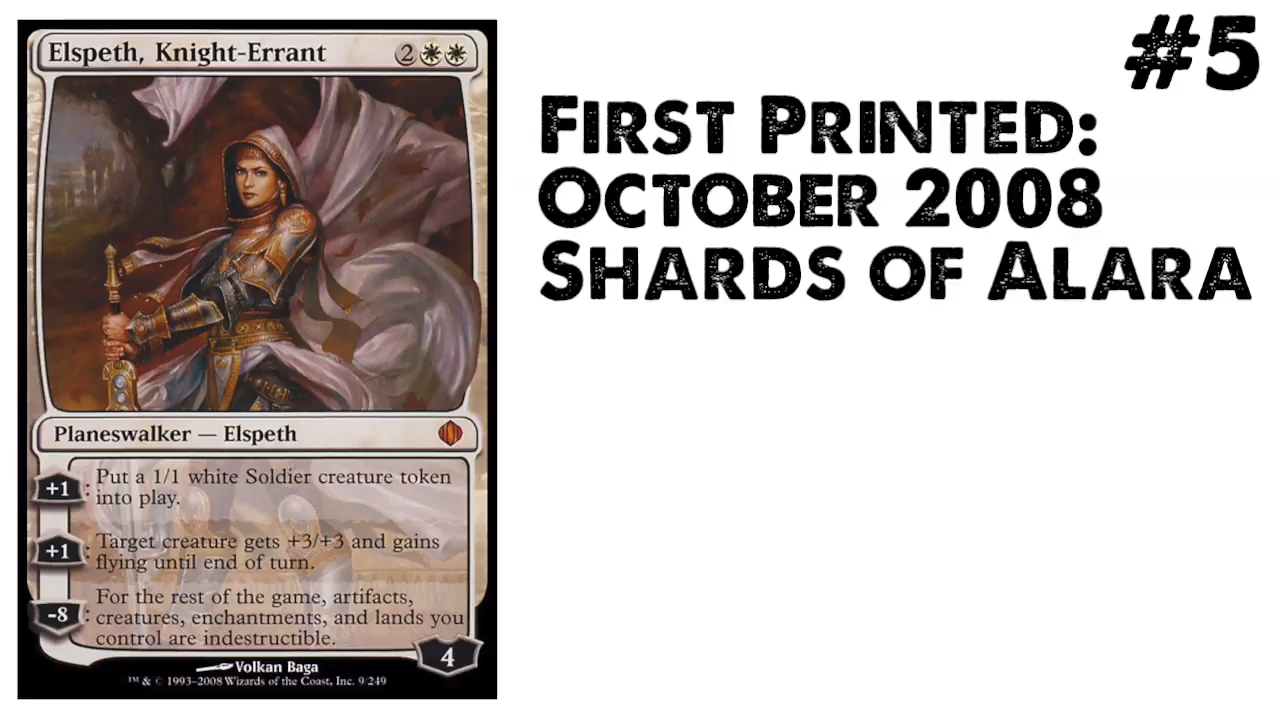 Elspeth, Knight-Errant 2
#5
First Printed:
October 2008
Shards of Alara
Planeswalker — Elspeth
+1 : Put a 1/1 white Soldier creature token
into play.
+1 : Target creature gets +3/+3 and gains
flying until end of turn.
-8 : For the rest of the game, artifacts,
creatures, enchantments, and lands you
control are indestructible.
4
Volkan Baga
™ & © 1993–2008 Wizards of the Coast, Inc. 9/249